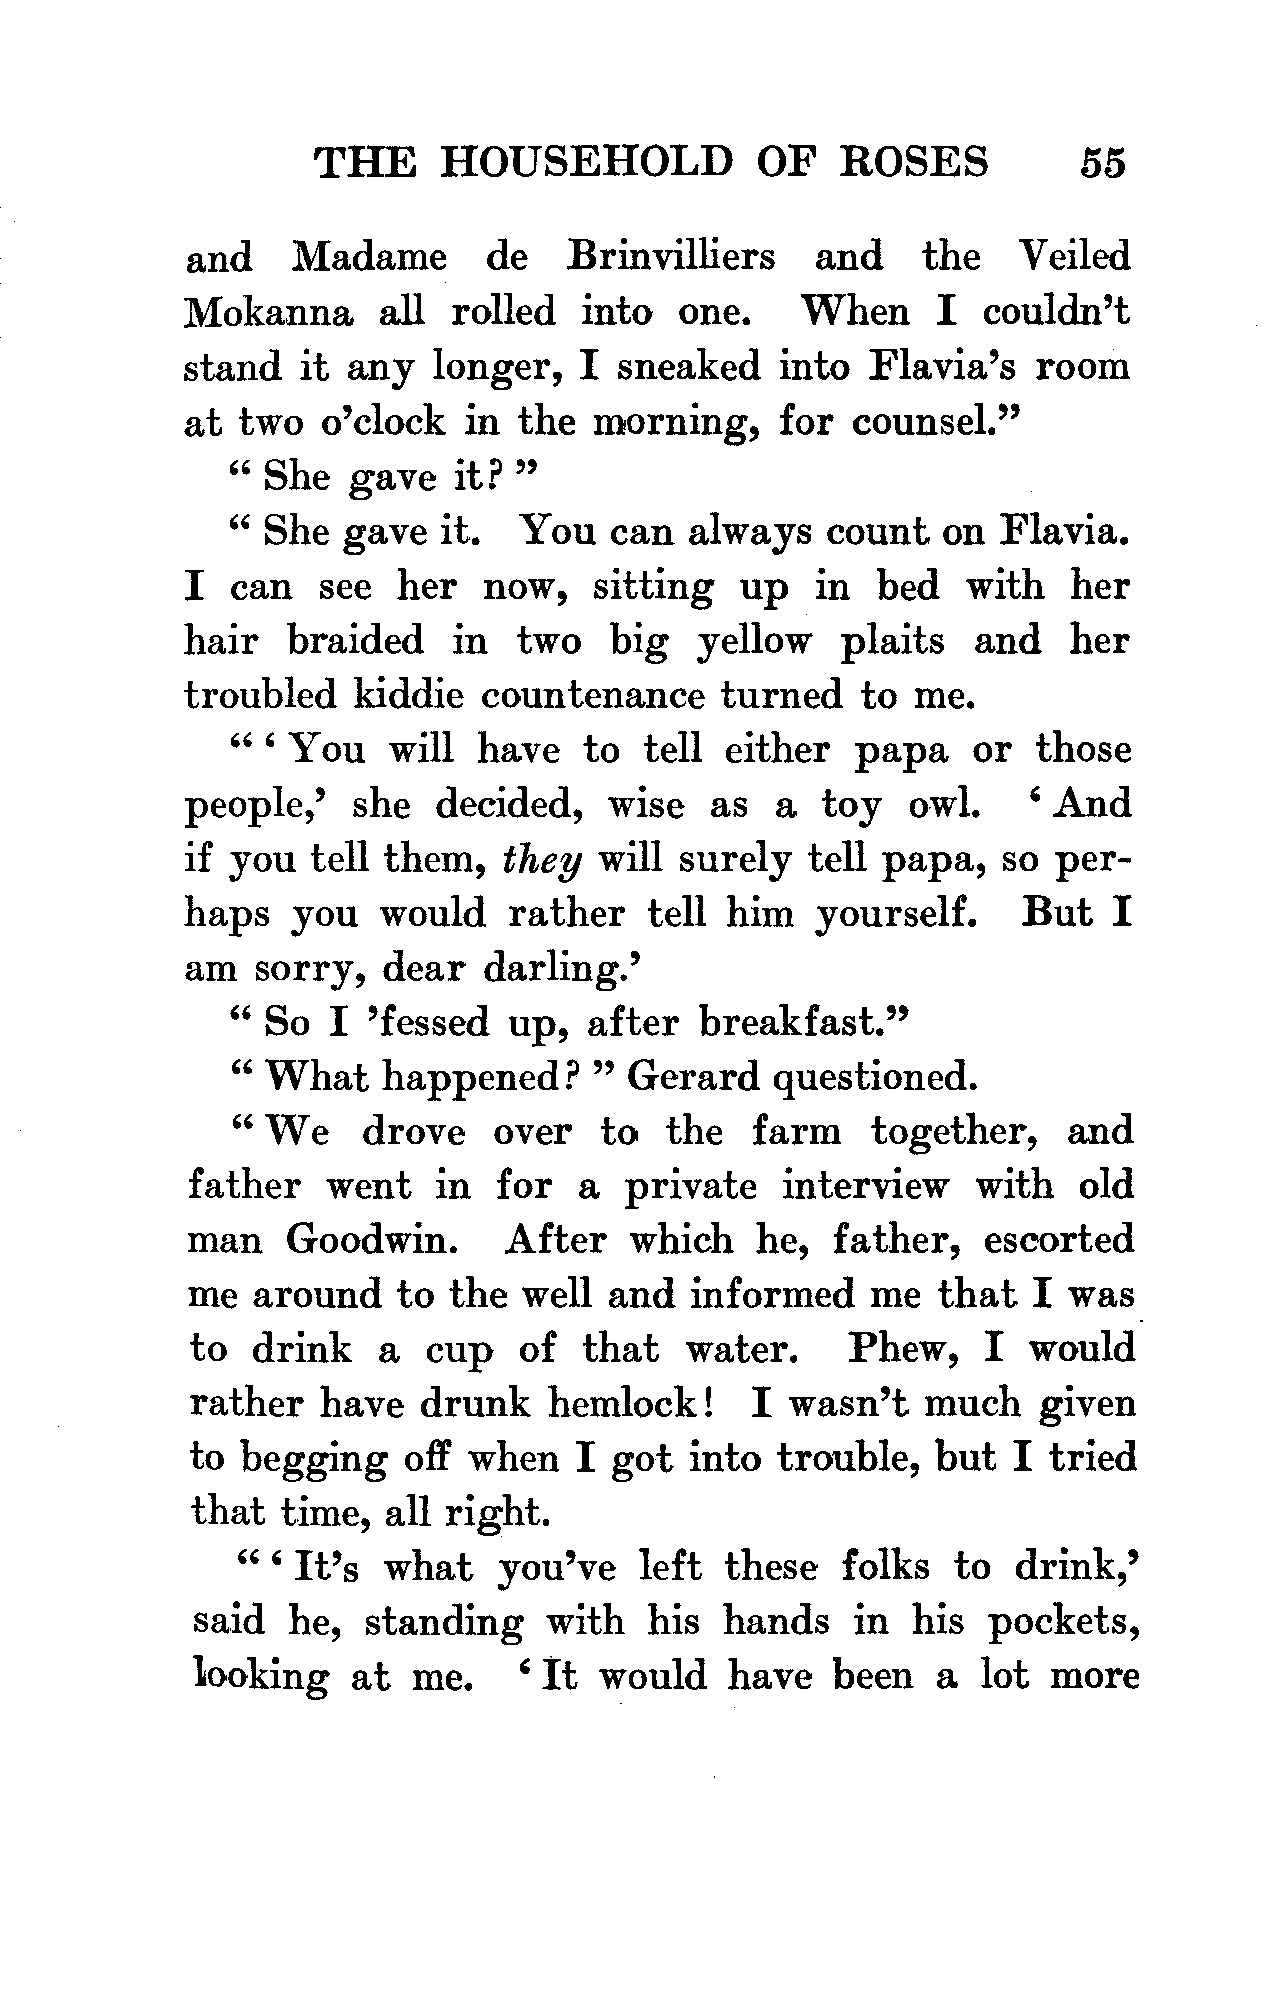 THE HOUSEHOLD OF ROSES 55
and Madame de Brinvilliers and the Veiled
Mokanna all rolled into one. When I couldn't
stand it any longer, I sneaked into Flavia's room
at two o'clock in the morning, for counsel."
" She gave it? "
" She gave it. You can always count on Flavia.
I can see her now, sitting up in bed with her
hair braided in two big yellow plaits and her
troubled kiddie countenance turned to me.
" ' You will have to tell either papa or those
people,' she decided, wise as a toy owl. ' And
if you tell them, they will surely tell papa, so per-
haps you would rather tell him yourself. But I
am sorry, dear darling.'
" So I 'fessed up, after breakfast."
" What happened? " Gerard questioned.
" We drove over to the farm together, and
father went in for a private interview with old
man Goodwin. After which he, father, escorted
me around to the well and informed me that I was
to drink a cup of that water. Phew, I would
rather have drunk hemlock! I wasn't much given
to begging off when I got into trouble, but I tried
that time, all right.
" ' It's what you've left these folks to drink,'
said he, standing with his hands in his pockets,
looking at me. ' It would have been a lot more